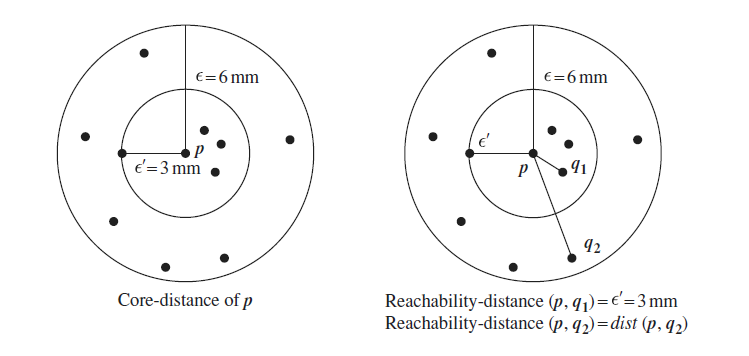 ϵ=6 mm
p
ϵ′=3 mm
Core-distance of p
ϵ=6 mm
ϵ′
p
q₁
q₂
Reachability-distance (p, q₁)=ϵ′=3 mm
Reachability-distance (p, q₂)=dist (p, q₂)